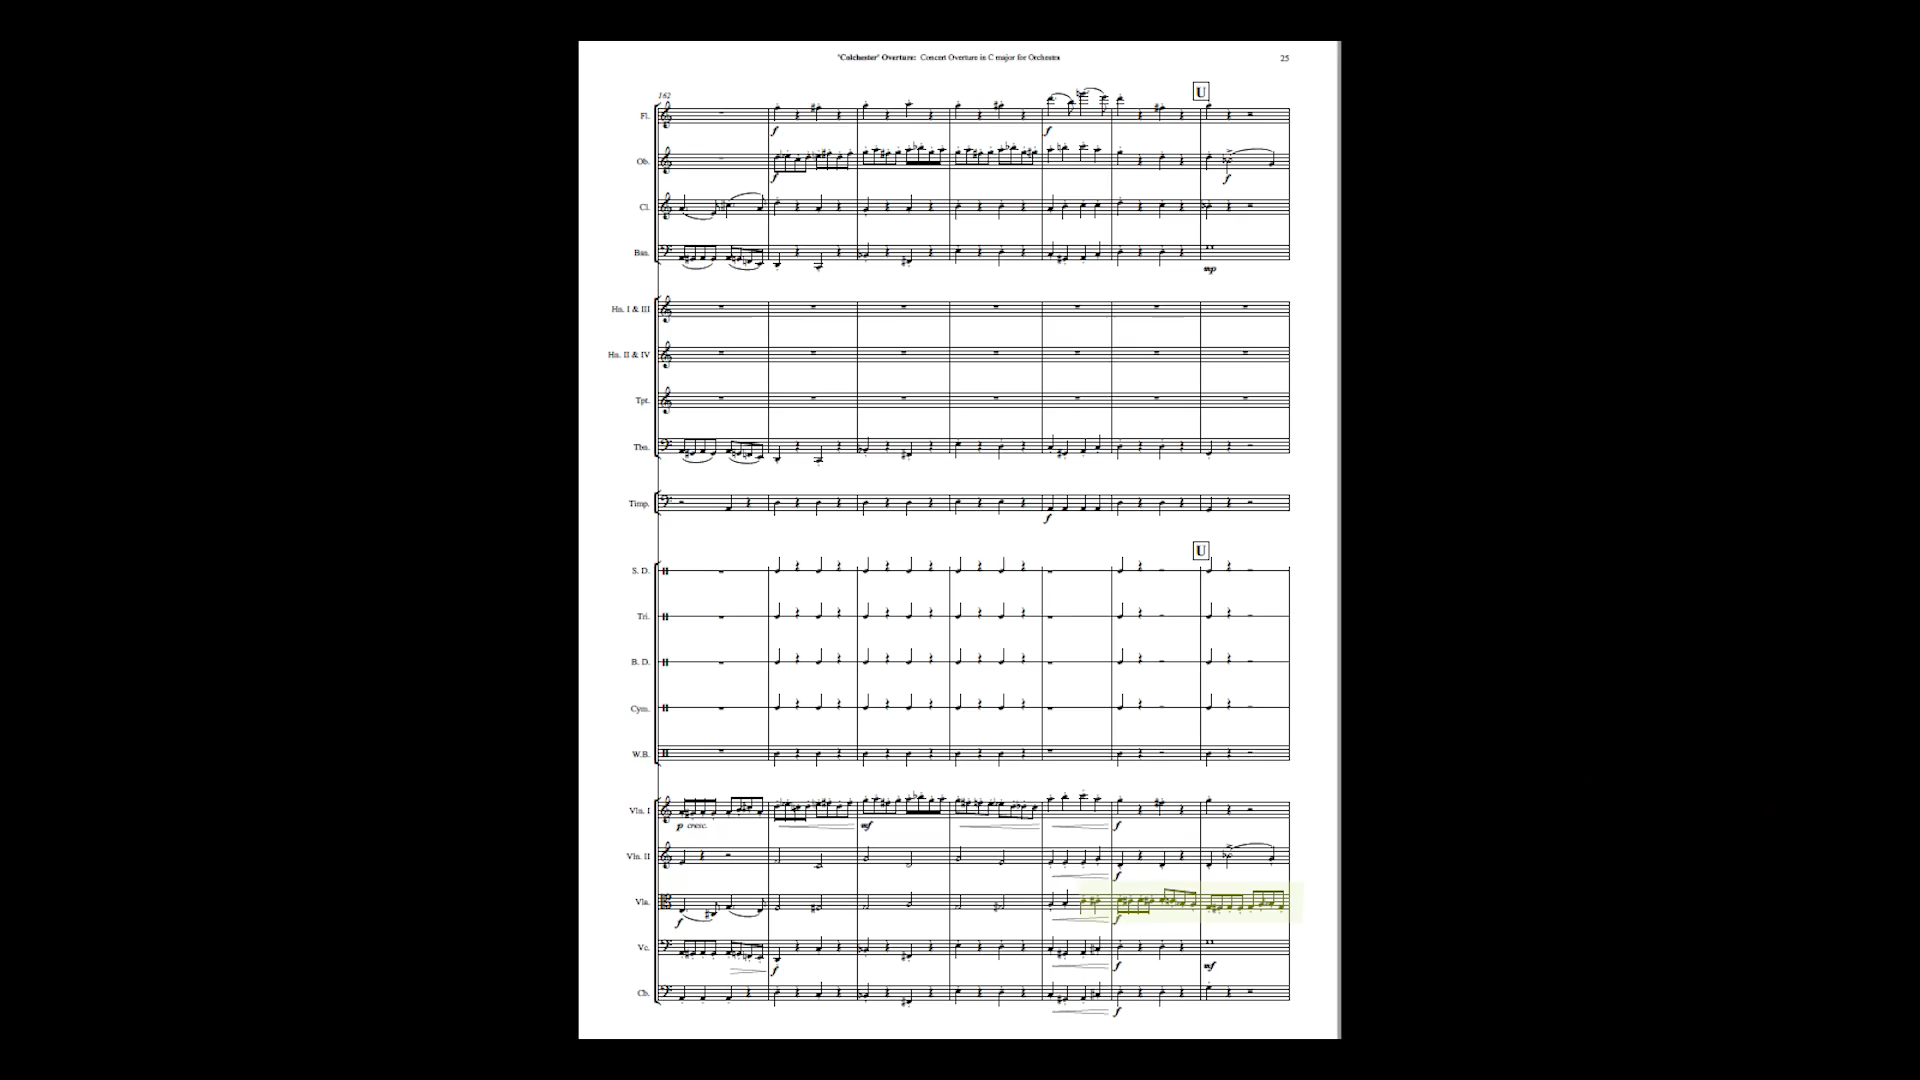 "Colchester" Overture: Concert Overture in C major for Orchestra
25
162
U
Fl.
f
f
Ob.
f
f
Cl.
Bsn.
mp
Hn. I & III
Hn. II & IV
Tpt.
Tbn.
Timp.
f
U
S. D.
Tri.
B. D.
Cym.
W.B.
Vln. I
p cresc.
mf
f
Vln. II
f
Vla.
f
f
Vc.
f
f
mf
Cb.
f